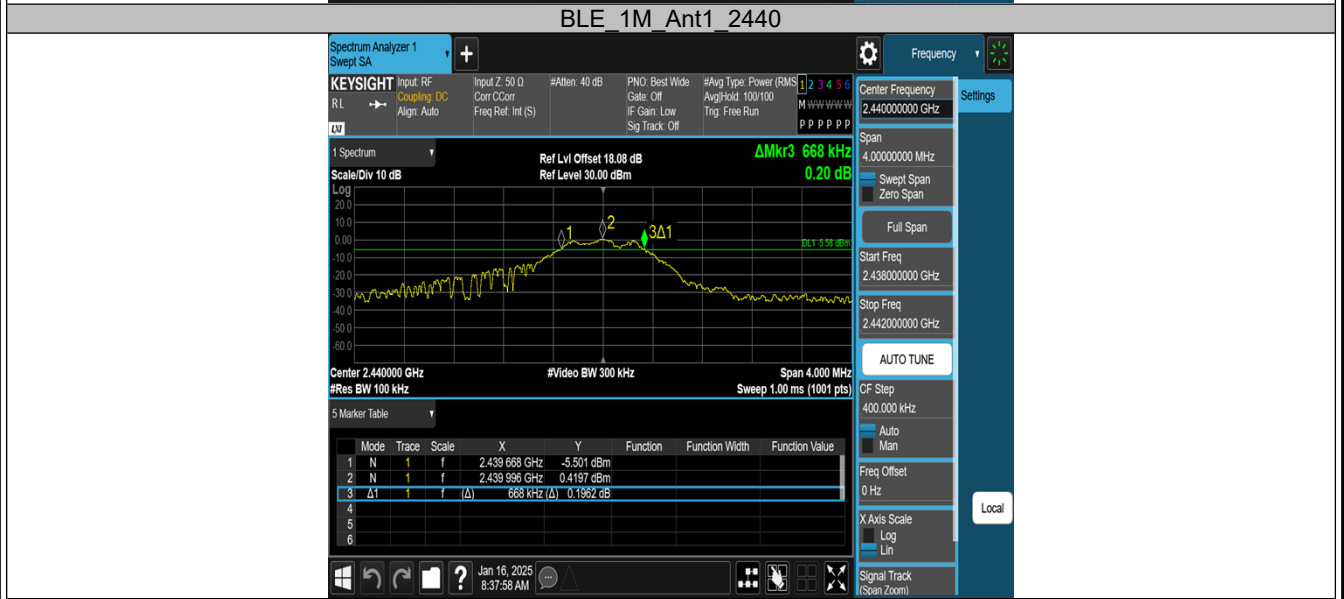 BLE_1M_Ant1_2440
Spectrum Analyzer 1
Swept SA
+
Frequency
KEYSIGHT
Input: RF
Coupling: DC
Align: Auto
Input Z: 50 Ω
Corr CCorr
Freq Ref: Int (S)
#Atten: 40 dB
PNO: Best Wide
Gate: Off
IF Gain: Low
Sig Track: Off
#Avg Type: Power (RMS
Avg|Hold: 100/100
Trig: Free Run
1 2 3 4 5 6
M W W W W W
P P P P P P
RL
LXI
1 Spectrum
Scale/Div 10 dB
Ref Lvl Offset 18.08 dB
Ref Level 30.00 dBm
ΔMkr3 668 kHz
0.20 dB
Log
20.0
10.0
0.00
-10.0
-20.0
-30.0
-40.0
-50.0
-60.0
1
2
3Δ1
DL1 -5.58 dBm
Center 2.440000 GHz
#Res BW 100 kHz
#Video BW 300 kHz
Span 4.000 MHz
Sweep 1.00 ms (1001 pts)
5 Marker Table
Mode Trace Scale X Y Function Function Width Function Value
1 N 1 f 2.439 668 GHz -5.501 dBm
2 N 1 f 2.439 996 GHz 0.4197 dBm
3 Δ1 1 f (Δ) 668 kHz (Δ) 0.1962 dB
4
5
6
Jan 16, 2025
8:37:58 AM
?
Center Frequency
2.440000000 GHz
Settings
Span
4.00000000 MHz
Swept Span
Zero Span
Full Span
Start Freq
2.438000000 GHz
Stop Freq
2.442000000 GHz
AUTO TUNE
CF Step
400.000 kHz
Auto
Man
Freq Offset
0 Hz
X Axis Scale
Log
Lin
Local
Signal Track
(Span Zoom)